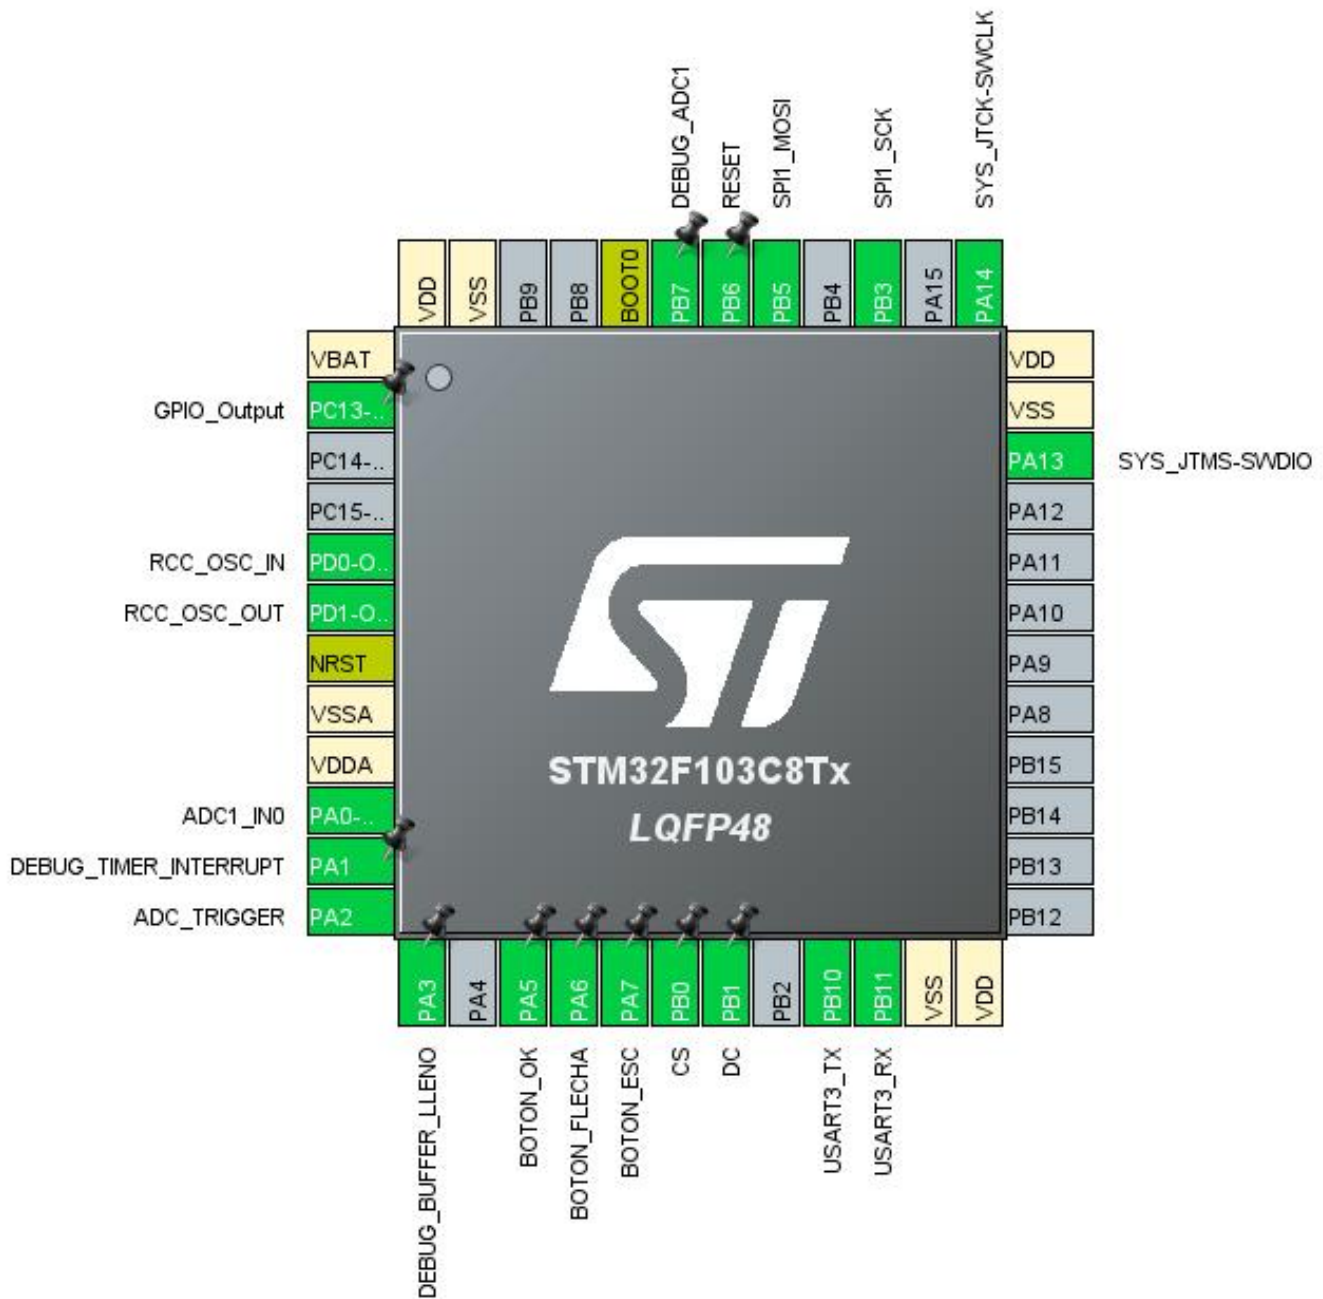 DEBUG_ADC1
RESET
SPI1_MOSI
SPI1_SCK
SYS_JTCK-SWCLK
VDD
VSS
PB9
PB8
BOOT0
PB7
PB6
PB5
PB4
PB3
PA15
PA14
VBAT
GPIO_Output PC13-..
PC14-..
PC15-..
RCC_OSC_IN PD0-O..
RCC_OSC_OUT PD1-O..
NRST
VSSA
VDDA
ADC1_IN0 PA0-..
DEBUG_TIMER_INTERRUPT PA1
ADC_TRIGGER PA2
ST
STM32F103C8Tx
LQFP48
VDD
VSS
PA13 SYS_JTMS-SWDIO
PA12
PA11
PA10
PA9
PA8
PB15
PB14
PB13
PB12
PA3
PA4
PA5
PA6
PA7
PB0
PB1
PB2
PB10
PB11
VSS
VDD
DEBUG_BUFFER_LLENO
BOTON_OK
BOTON_FLECHA
BOTON_ESC
CS
DC
USART3_TX
USART3_RX